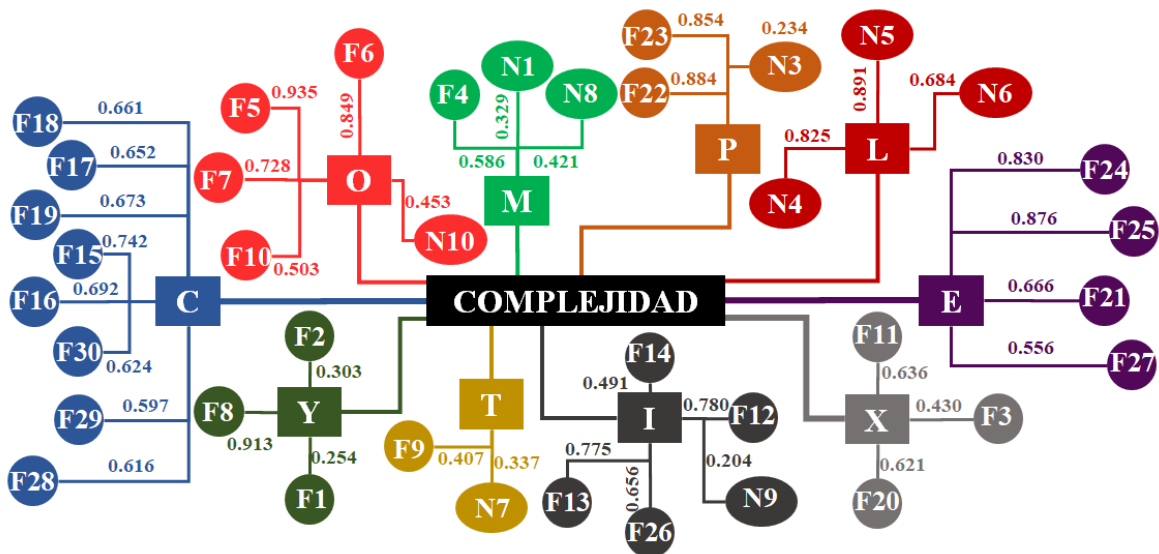 F23 0.854 0.234 N5
F6 N1 N3 0.684
F5 0.935 F4 N8 F22 0.884 0.891 N6
F18 0.661 0.849 0.329
F17 0.652 0.586 0.421 P 0.825 L
F7 0.728 O 0.830 F24
F19 0.673 0.453 M N4
0.742 F10 0.503 N10 0.876 F25
F15
F16 0.692 C COMPLEJIDAD E 0.666 F21
F30 F2 F14 F11
0.624 0.303 0.491 0.636 0.556 F27
F29 0.597 F8 Y T I 0.780 F12 X 0.430 F3
0.913 0.254 F9 0.407 0.337 0.775 0.656 0.204 0.621
F28 0.616 F1 N7 F13 F26 N9 F20